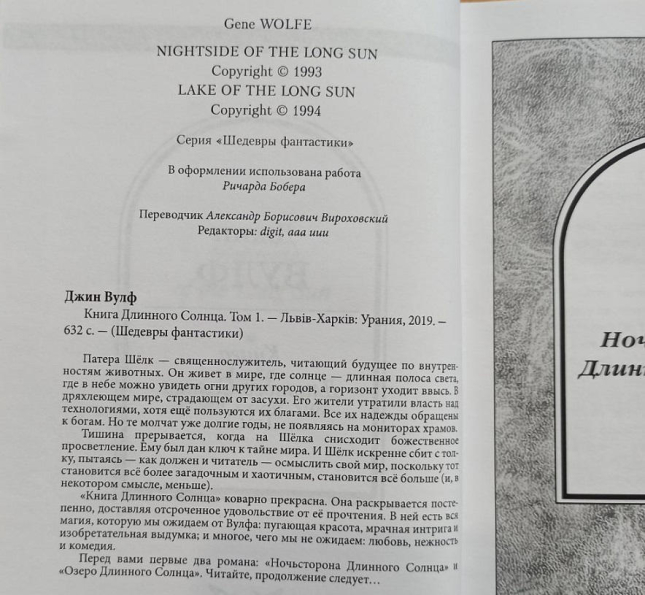 Gene WOLFE
NIGHTSIDE OF THE LONG SUN
Copyright © 1993
LAKE OF THE LONG SUN
Copyright © 1994
Серия «Шедевры фантастики»
В оформлении использована работа
Ричарда Бобера
Переводчик Александр Борисович Вироховский
Редакторы: digit, aaa иии
Джин Вулф
Книга Длинного Солнца. Том 1. — Львів-Харків: Урания, 2019. —
632 с. — (Шедевры фантастики)
Патера Шёлк — священнослужитель, читающий будущее по внутрен-
ностям животных. Он живет в мире, где солнце — длинная полоса света,
где в небе можно увидеть огни других городов, а горизонт уходит ввысь. В
дряхлеющем мире, страдающем от засухи. Его жители утратили власть над
технологиями, хотя ещё пользуются их благами. Все их надежды обращены
к богам. Но те молчат уже долгие годы, не появляясь на мониторах храмов.
Тишина прерывается, когда на Шёлка снисходит божественное
просветление. Ему был дан ключ к тайне мира. И Шёлк искренне сбит с тол-
ку, пытаясь — как должен и читатель — осмыслить свой мир, поскольку тот
становится всё более загадочным и хаотичным, становится всё больше (и, в
некотором смысле, меньше).
«Книга Длинного Солнца» коварно прекрасна. Она раскрывается посте-
пенно, доставляя отсроченное удовольствие от её прочтения. В ней есть вся
магия, которую мы ожидаем от Вулфа: пугающая красота, мрачная интрига и
изобретательная выдумка; и многое, чего мы не ожидаем: любовь, нежность
и комедия.
Перед вами первые два романа: «Ночьсторона Длинного Солнца» и
«Озеро Длинного Солнца». Читайте, продолжение следует...